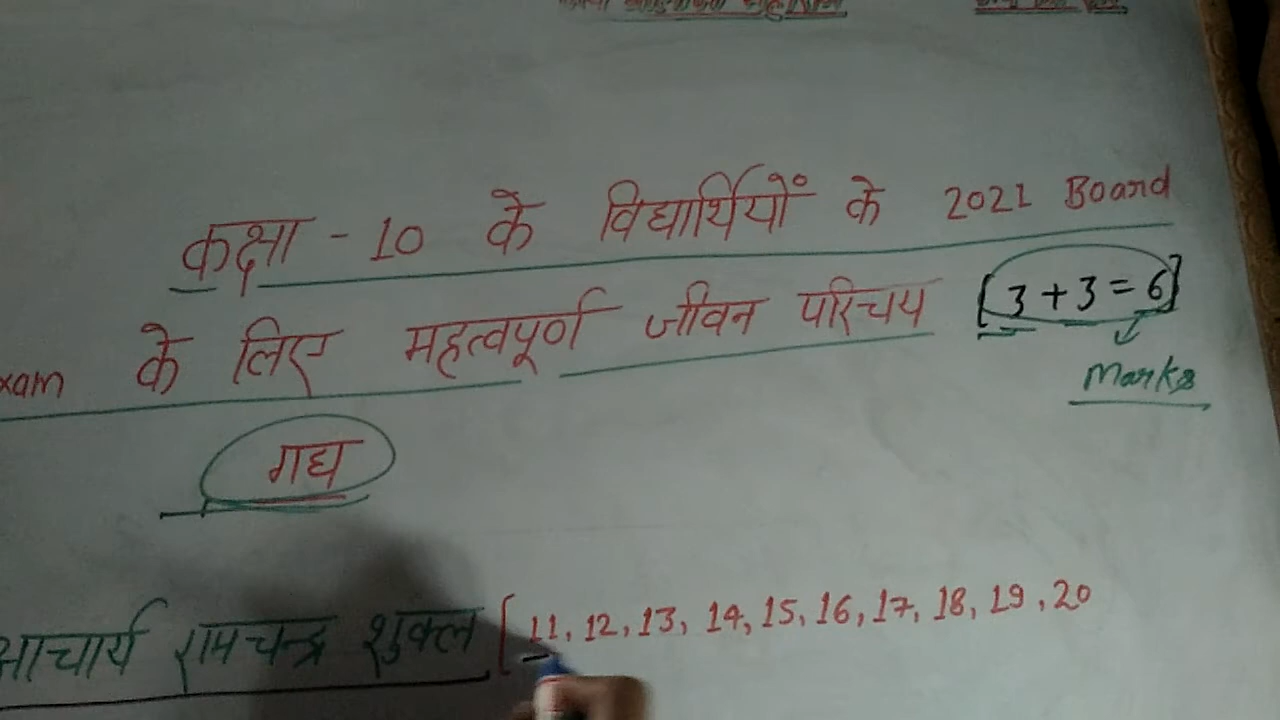 कक्षा - 10 के विद्यार्थियों के 2021 Board
के लिए महत्वपूर्ण जीवन परिचय [3 + 3 = 6]
Marks
गद्य
आचार्य रामचन्द्र शुक्ल [11, 12, 13, 14, 15, 16, 17, 18, 19, 20